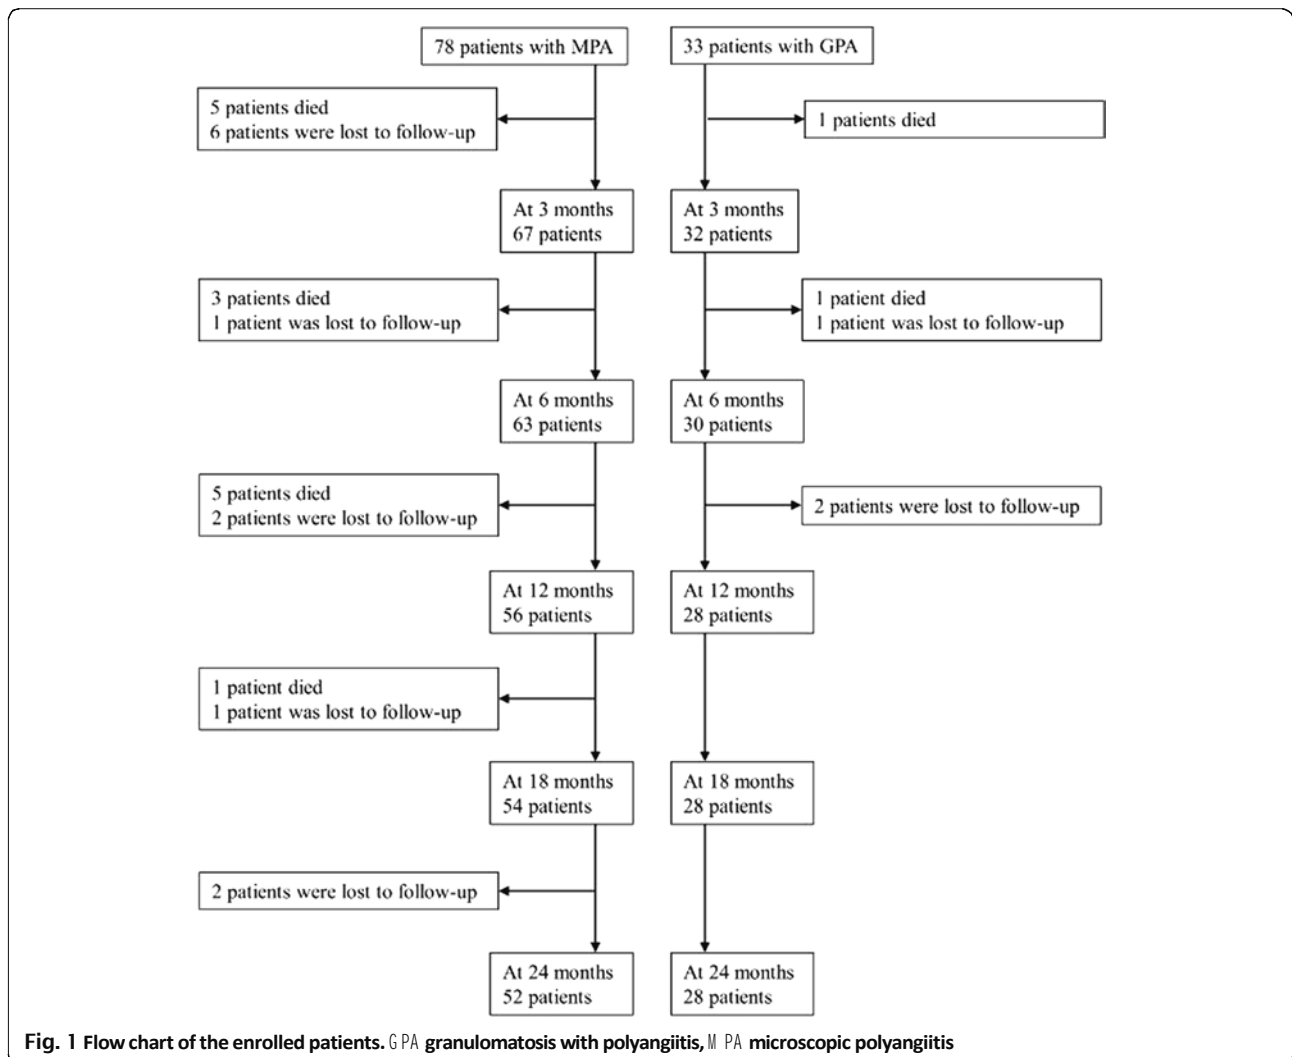 78 patients with MPA
33 patients with GPA
5 patients died
6 patients were lost to follow-up
1 patients died
At 3 months
67 patients
At 3 months
32 patients
3 patients died
1 patient was lost to follow-up
1 patient died
1 patient was lost to follow-up
At 6 months
63 patients
At 6 months
30 patients
5 patients died
2 patients were lost to follow-up
2 patients were lost to follow-up
At 12 months
56 patients
At 12 months
28 patients
1 patient died
1 patient was lost to follow-up
At 18 months
54 patients
At 18 months
28 patients
2 patients were lost to follow-up
At 24 months
52 patients
At 24 months
28 patients
Fig. 1 Flow chart of the enrolled patients. GPA granulomatosis with polyangiitis, MPA microscopic polyangiitis